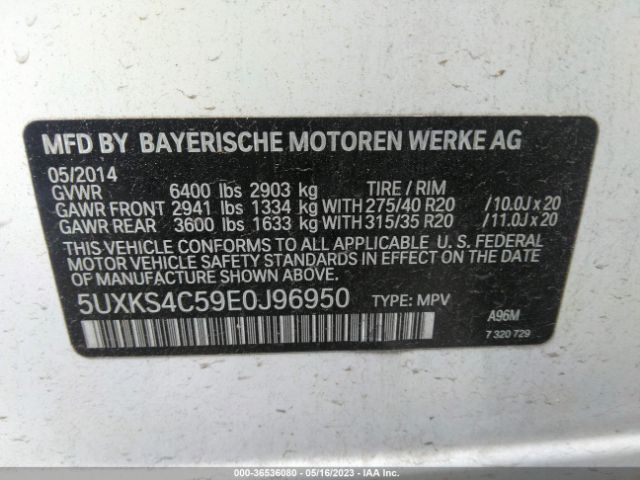 MFD BY BAYERISCHE MOTOREN WERKE AG
05/2014
GVWR 6400 lbs 2903 kg TIRE / RIM
GAWR FRONT 2941 lbs 1334 kg WITH 275/40 R20 /10.0J x 20
GAWR REAR 3600 lbs 1633 kg WITH 315/35 R20 /11.0J x 20
THIS VEHICLE CONFORMS TO ALL APPLICABLE U. S. FEDERAL
MOTOR VEHICLE SAFETY STANDARDS IN EFFECT ON THE DATE
OF MANUFACTURE SHOWN ABOVE.
5UXKS4C59E0J96950 TYPE: MPV
A96M
7 320 729
000-36536080 - 05/16/2023 - IAA Inc.